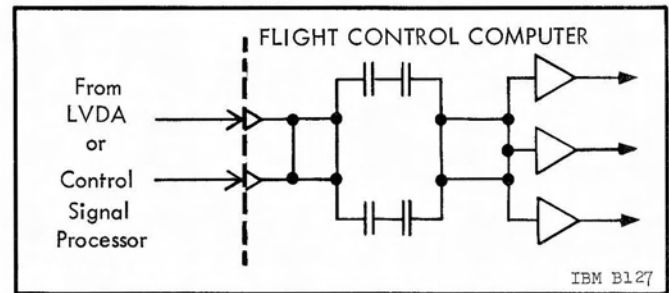 FLIGHT CONTROL COMPUTER
From
LVDA
or
Control
Signal
Processor
IBM B127